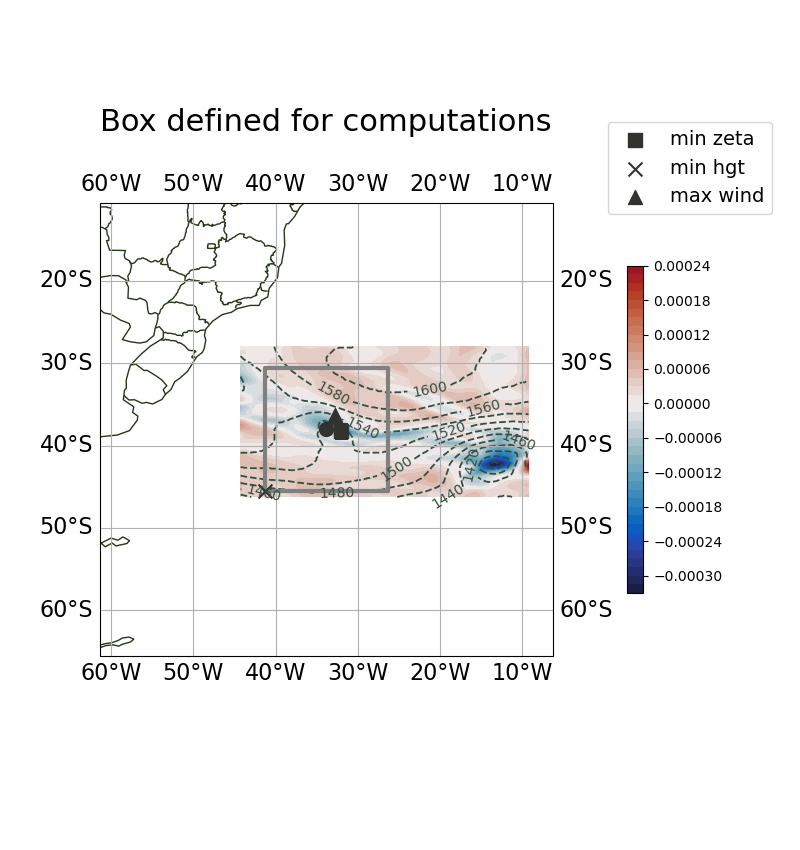 Box defined for computations
min zeta
min hgt
max wind
60°W 50°W 40°W 30°W 20°W 10°W
20°S 20°S
30°S 30°S
40°S 40°S
50°S 50°S
60°S 60°S
60°W 50°W 40°W 30°W 20°W 10°W
1580
1600
1560
1540
1520
1460
1420
1500
1460
1480
1440
0.00024
0.00018
0.00012
0.00006
0.00000
−0.00006
−0.00012
−0.00018
−0.00024
−0.00030